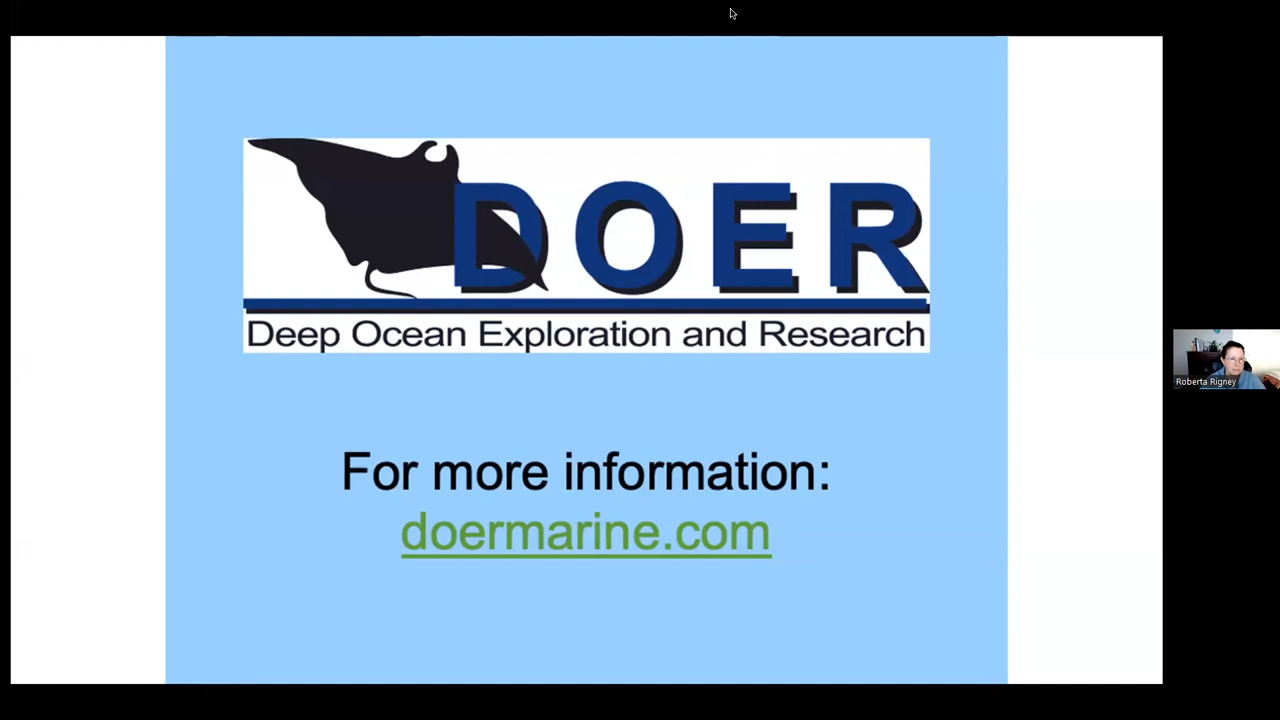 DOER
Deep Ocean Exploration and Research
For more information:
doermarine.com
Roberta Rigney